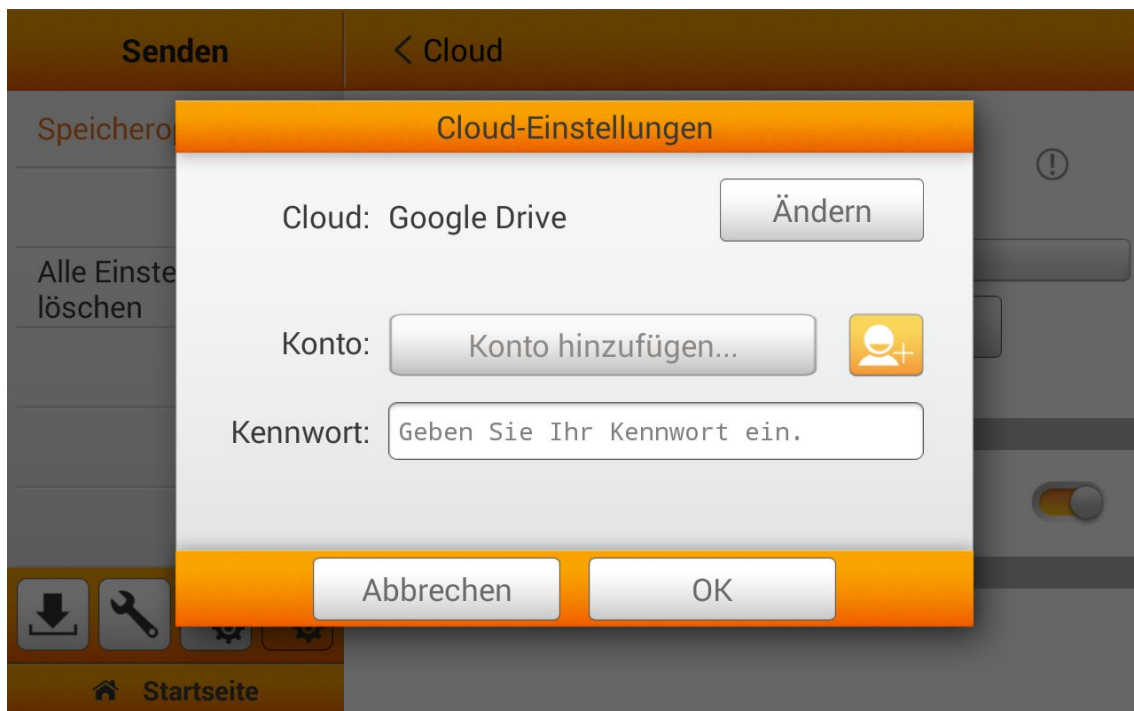 Senden
Cloud
Speichero
Cloud-Einstellungen
Cloud: Google Drive
Ändern
Alle Einste
löschen
Konto: Konto hinzufügen...
Kennwort: Geben Sie Ihr Kennwort ein.
Abbrechen
OK
Startseite